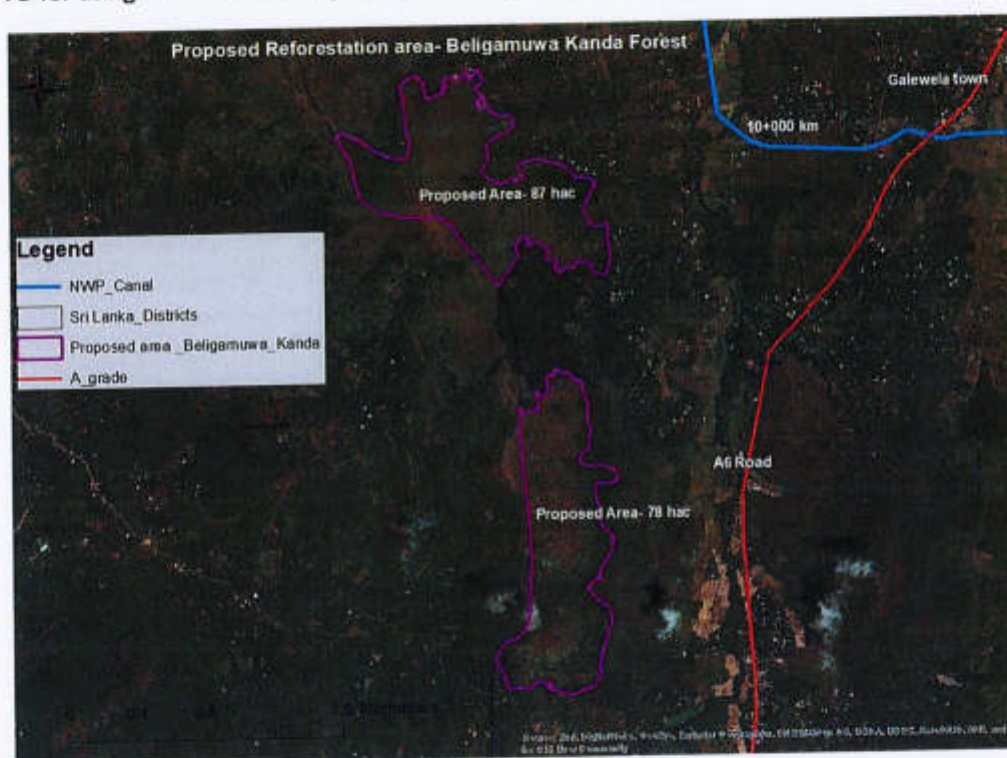 Proposed Reforestation area- Beligamuwa Kanda Forest
Galewela town
10+000 km
Proposed Area- 87 hac
Legend
NWP_Canal
Sri Lanka_Districts
Proposed area _Beligamuwa_Kanda
A_grade
A6 Road
Proposed Area- 78 hac